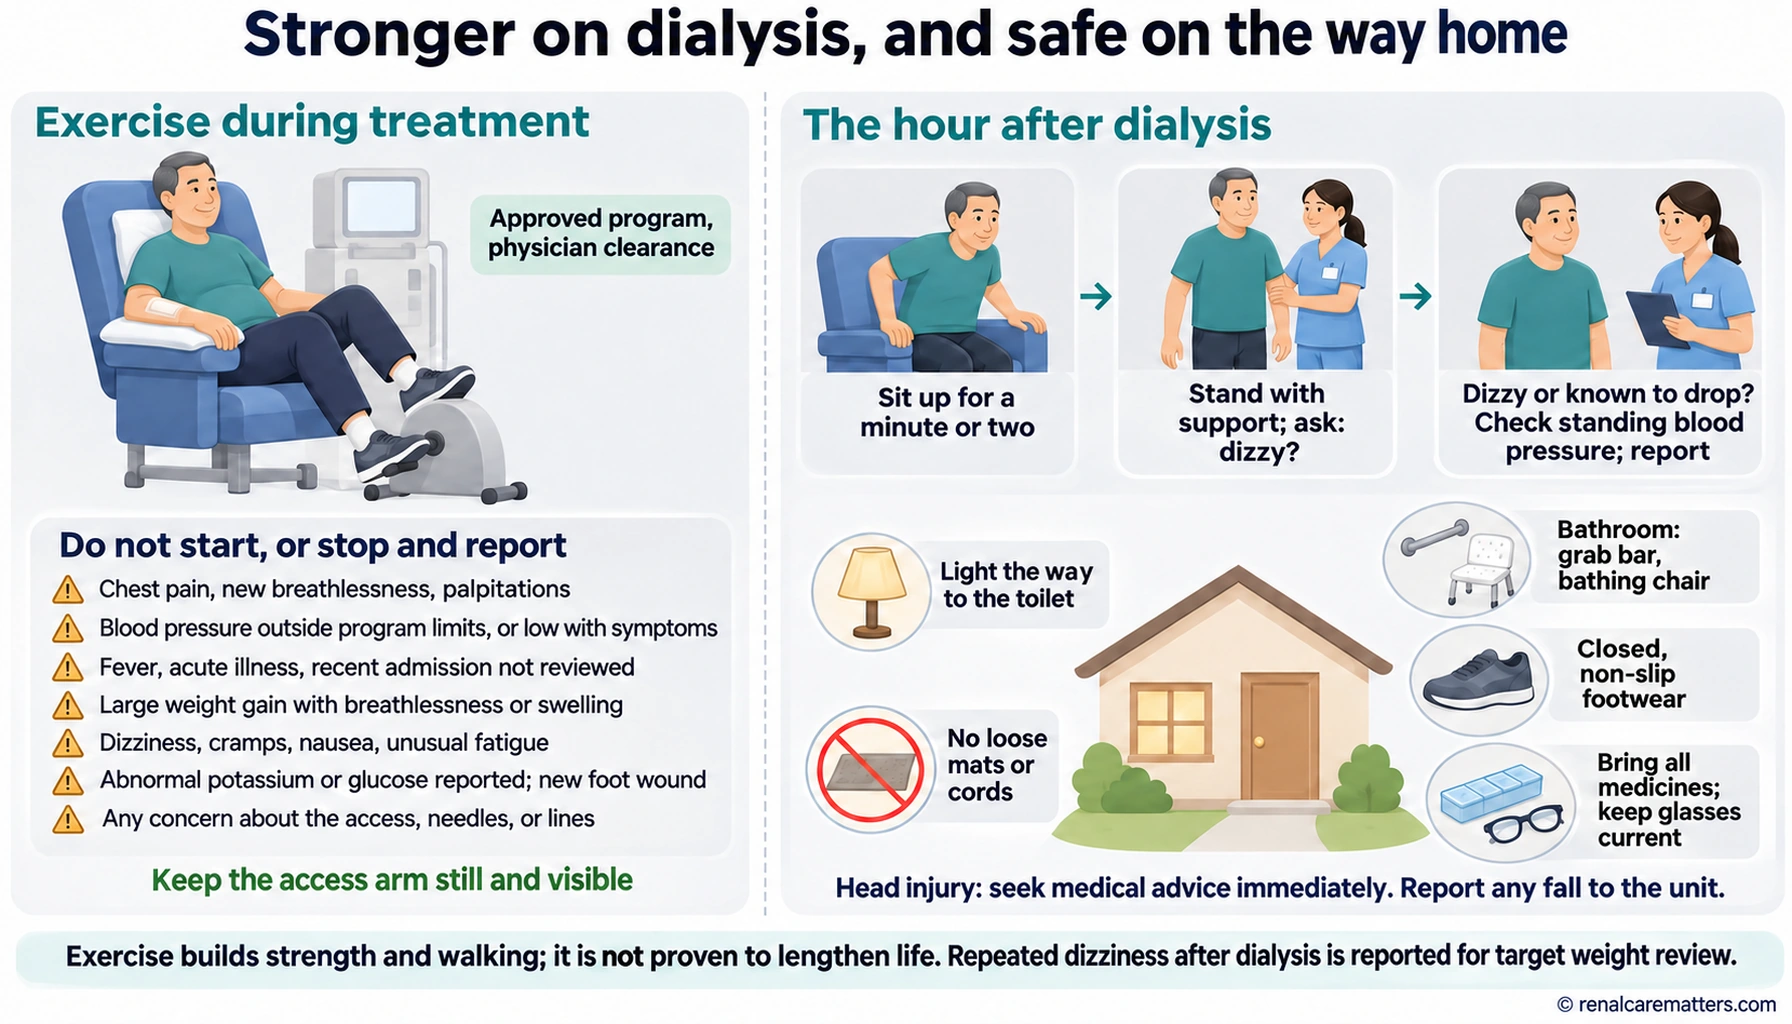 Stronger on dialysis, and safe on the way home
Exercise during treatment
Approved program,
physician clearance
Do not start, or stop and report
Chest pain, new breathlessness, palpitations
Blood pressure outside program limits, or low with symptoms
Fever, acute illness, recent admission not reviewed
Large weight gain with breathlessness or swelling
Dizziness, cramps, nausea, unusual fatigue
Abnormal potassium or glucose reported; new foot wound
Any concern about the access, needles, or lines
Keep the access arm still and visible
The hour after dialysis
Sit up for a
minute or two
Stand with
support; ask:
dizzy?
Dizzy or known to drop?
Check standing blood
pressure; report
Light the way
to the toilet
No loose
mats or
cords
Bathroom:
grab bar,
bathing chair
Closed,
non-slip
footwear
Bring all
medicines;
keep glasses
current
Head injury: seek medical advice immediately. Report any fall to the unit.
Exercise builds strength and walking; it is not proven to lengthen life. Repeated dizziness after dialysis is reported for target weight review.
© renalcarematters.com